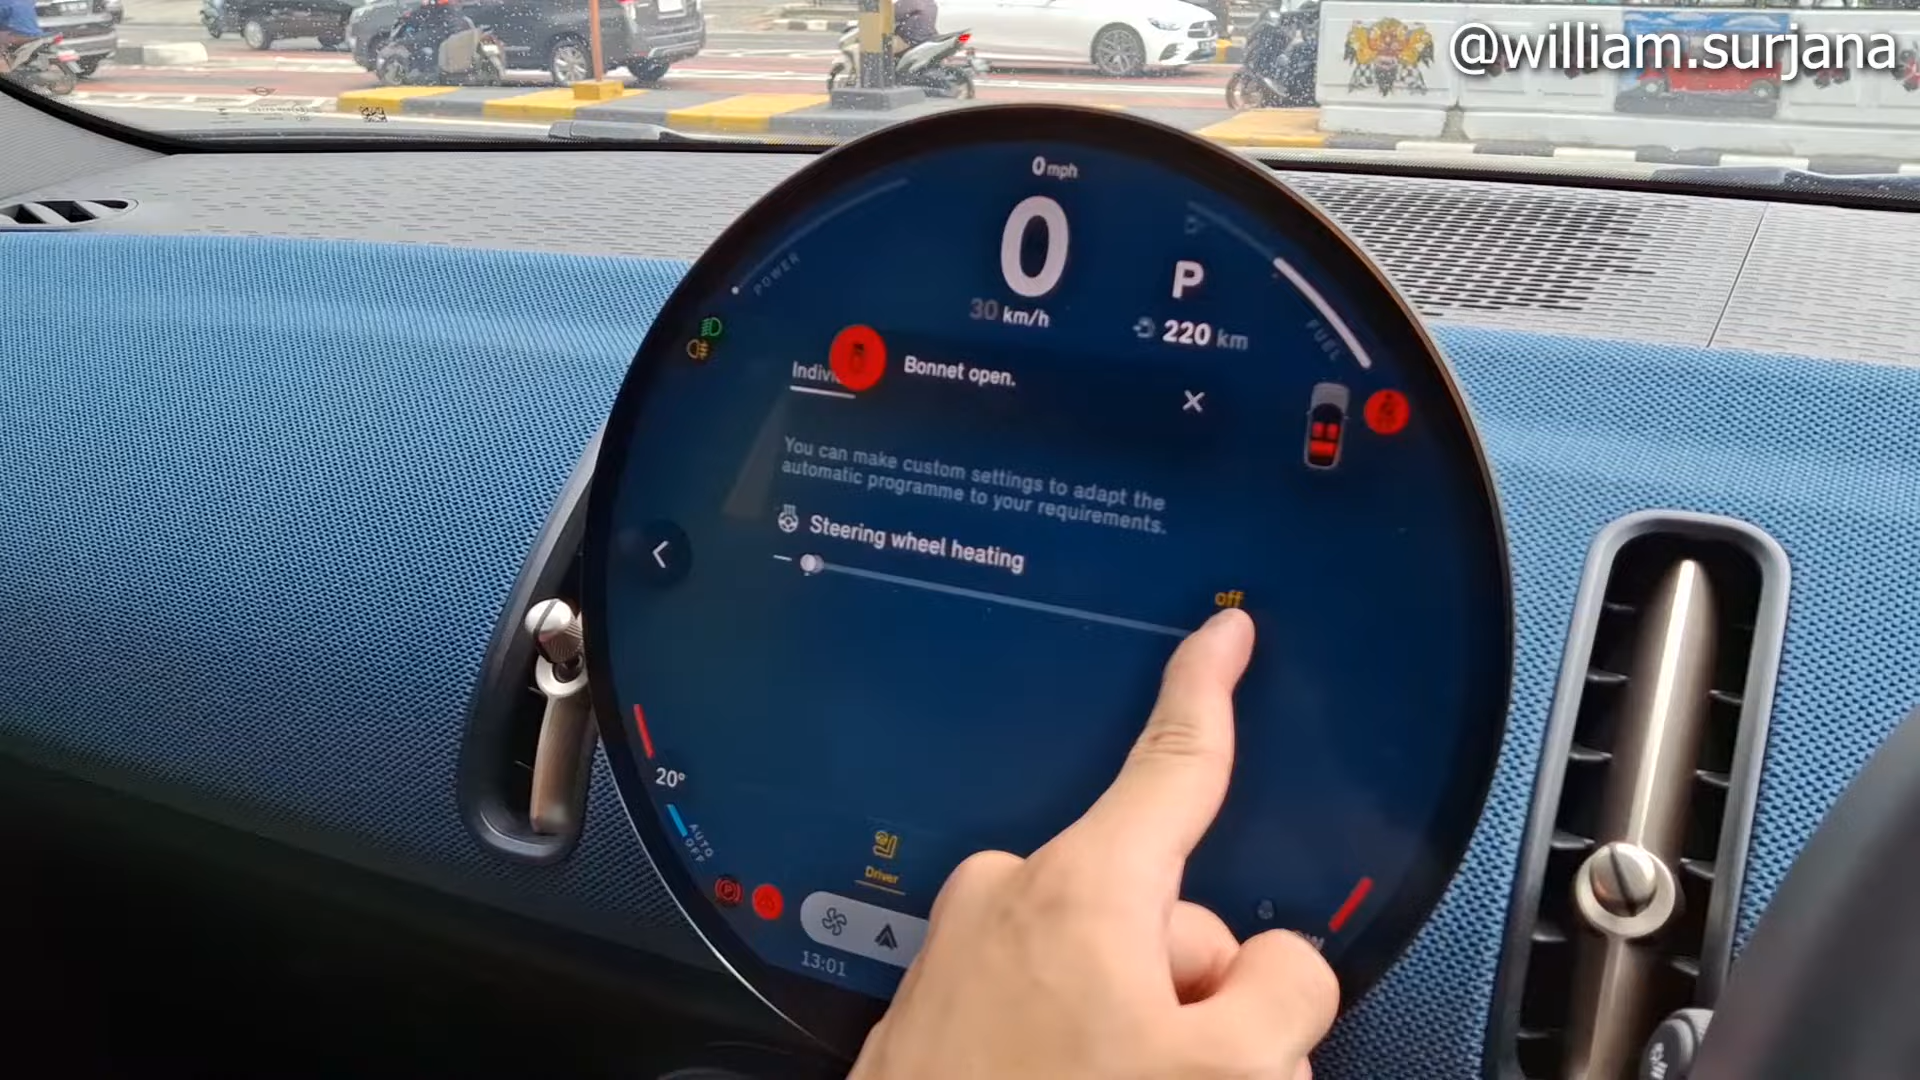 @william.surjana
0 mph
0
30 km/h
P
220 km
POWER
FUEL
Bonnet open.
You can make custom settings to adapt the
automatic programme to your requirements.
Steering wheel heating
off
20°
AUTO
OFF
Driver
13:01